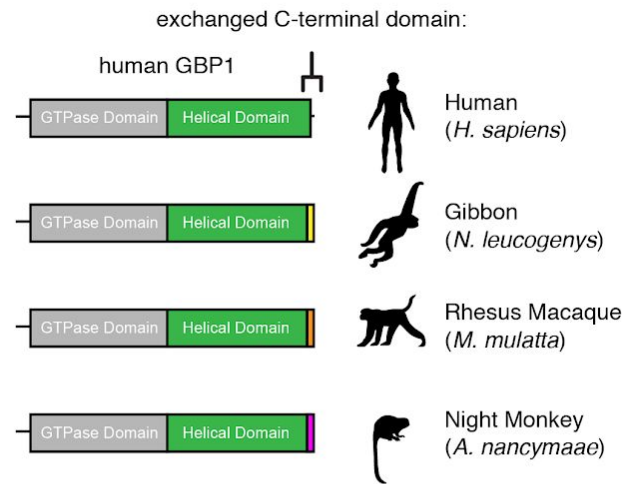 exchanged C-terminal domain:
human GBP1
GTPase Domain Helical Domain
Human
(H. sapiens)
GTPase Domain Helical Domain
Gibbon
(N. leucogenys)
GTPase Domain Helical Domain
Rhesus Macaque
(M. mulatta)
GTPase Domain Helical Domain
Night Monkey
(A. nancymaae)